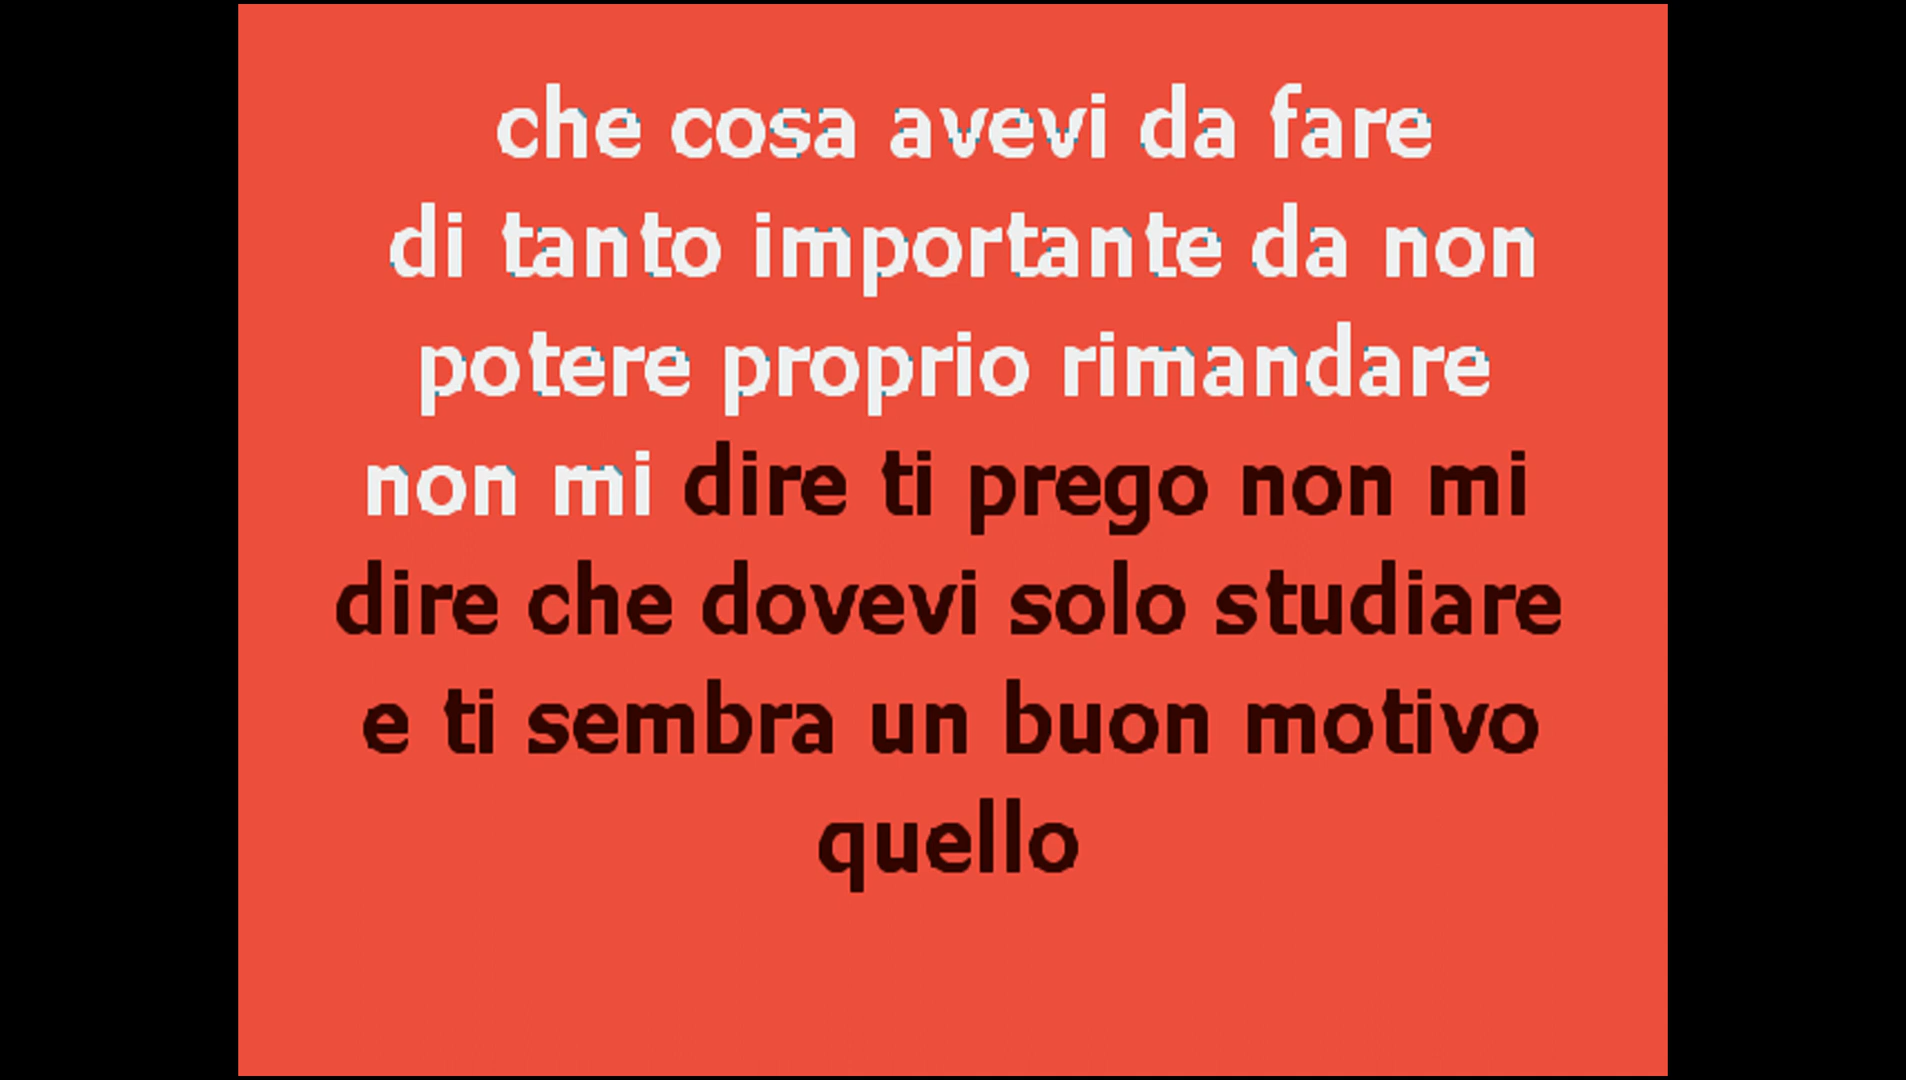 che cosa avevi da fare
di tanto importante da non
potere proprio rimandare
non mi dire ti prego non mi
dire che dovevi solo studiare
e ti sembra un buon motivo
quello